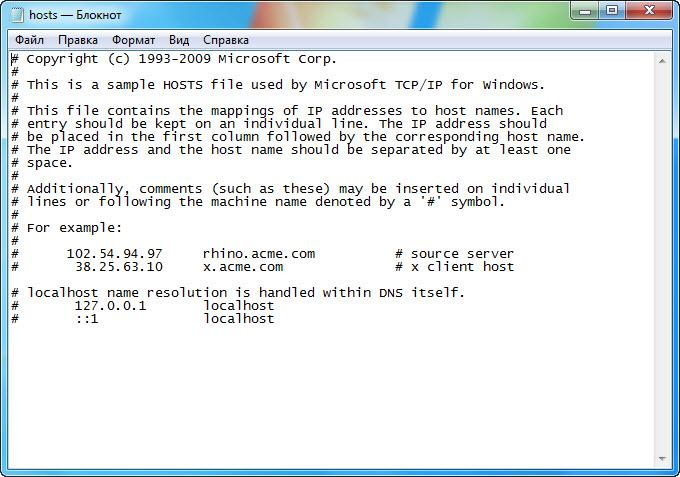 hosts — Блокнот
Файл Правка Формат Вид Справка
# Copyright (c) 1993-2009 Microsoft Corp.
#
# This is a sample HOSTS file used by Microsoft TCP/IP for Windows.
#
# This file contains the mappings of IP addresses to host names. Each
# entry should be kept on an individual line. The IP address should
# be placed in the first column followed by the corresponding host name.
# The IP address and the host name should be separated by at least one
# space.
#
# Additionally, comments (such as these) may be inserted on individual
# lines or following the machine name denoted by a '#' symbol.
#
# For example:
#
#      102.54.94.97     rhino.acme.com          # source server
#       38.25.63.10     x.acme.com              # x client host

# localhost name resolution is handled within DNS itself.
#       127.0.0.1       localhost
#       ::1             localhost